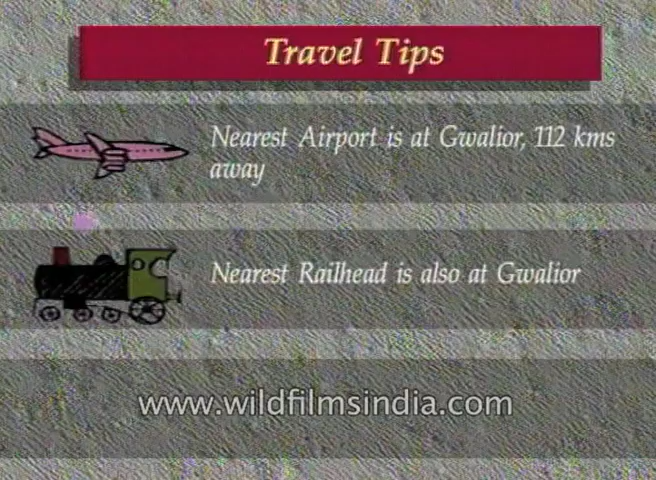 Travel Tips
Nearest Airport is at Gwalior, 112 kms
away
Nearest Railhead is also at Gwalior
www.wildfilmsindia.com